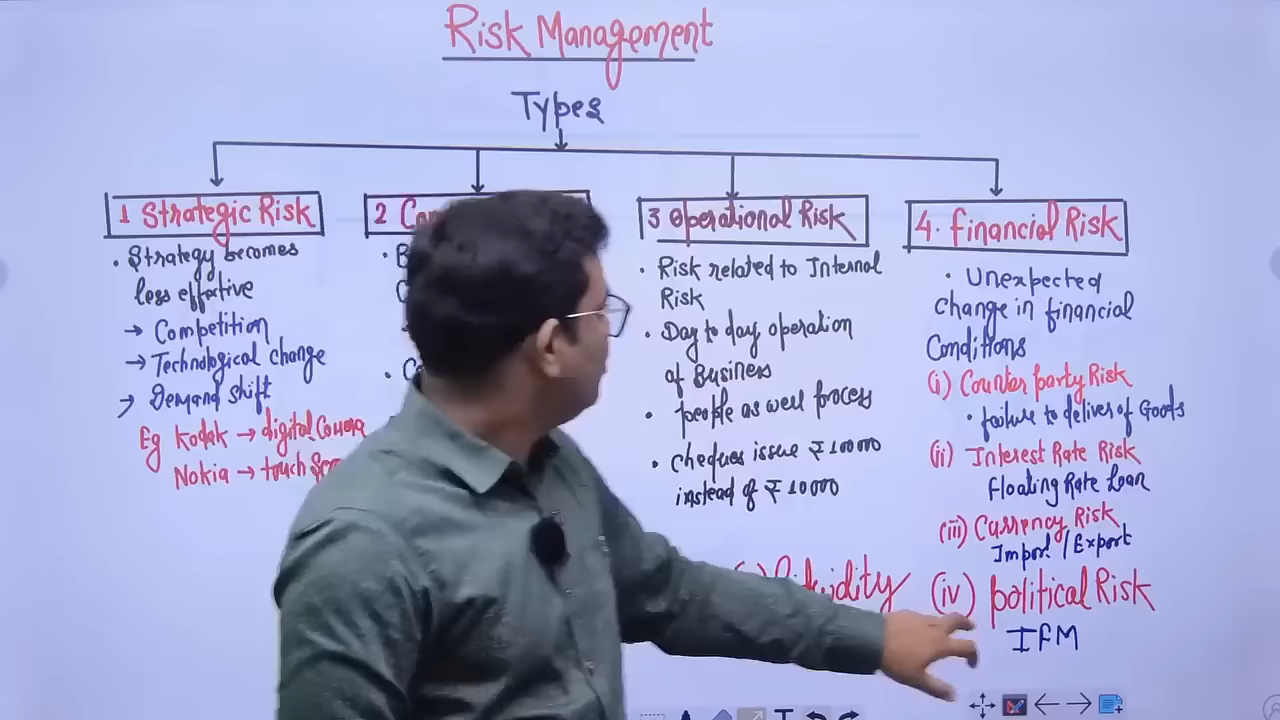 Risk Management
Types
1 Strategic Risk
• Strategy becomes
less effective
→ Competition
→ Technological change
→ Demand shift
Eg Kodak → digital Camera
Nokia → touch
2
3 Operational Risk
• Risk related to Internal
Risk
• Day to day operation
of Business
• people as well process
• cheques issue ₹100000
instead of ₹10000
4. Financial Risk
• Unexpected
change in financial
Conditions
(i) Counter party Risk
• failure to deliver of Goods
(ii) Interest Rate Risk
floating Rate Loan
(iii) Currency Risk
Import / Export
(iv) political Risk
IFM